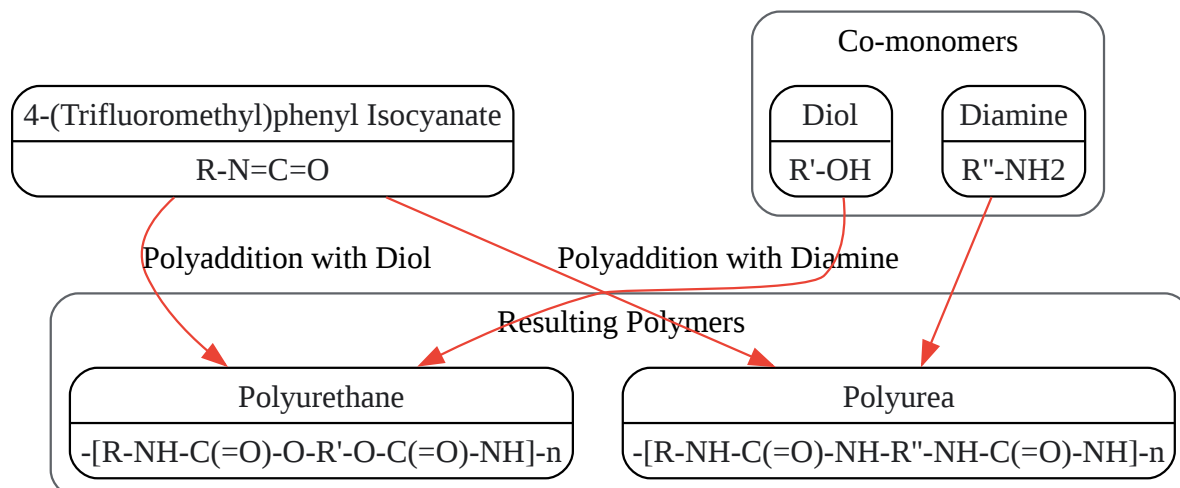 Co-monomers
4-(Trifluoromethyl)phenyl Isocyanate
R-N=C=O
Diol
R'-OH
Diamine
R"-NH2
Polyaddition with Diol
Polyaddition with Diamine
Resulting Polymers
Polyurethane
-[R-NH-C(=O)-O-R'-O-C(=O)-NH]-n
Polyurea
-[R-NH-C(=O)-NH-R"-NH-C(=O)-NH]-n